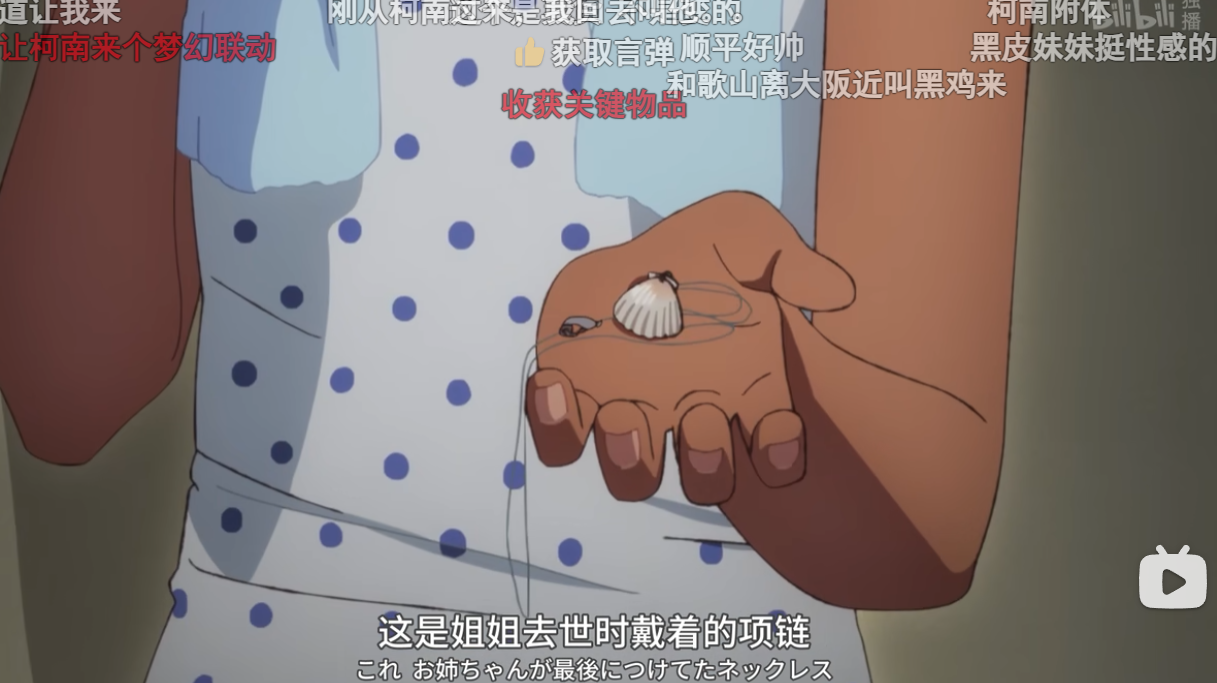 道让我来
柯南附体
bilibili 独播
让柯南来个梦幻联动
获取言弹
顺平好帅
黑皮妹妹挺性感的
和歌山离大阪近叫黑鸡来
收获关键物品
这是姐姐去世时戴着的项链
これ お姉ちゃんが最後につけてたネックレス